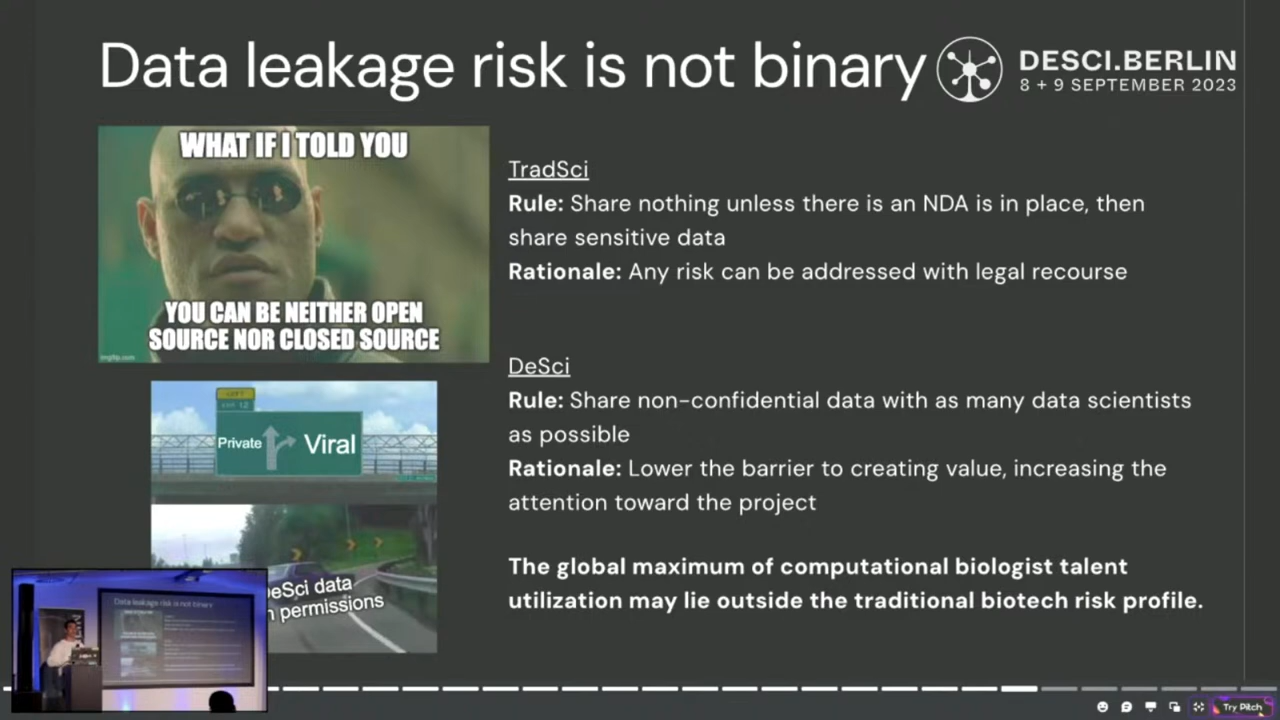 Data leakage risk is not binary
DESCI.BERLIN
8 + 9 SEPTEMBER 2023
WHAT IF I TOLD YOU
YOU CAN BE NEITHER OPEN
SOURCE NOR CLOSED SOURCE
imgflip.com
TradSci
Rule: Share nothing unless there is an NDA is in place, then
share sensitive data
Rationale: Any risk can be addressed with legal recourse
DeSci
Rule: Share non-confidential data with as many data scientists
as possible
Rationale: Lower the barrier to creating value, increasing the
attention toward the project
The global maximum of computational biologist talent
utilization may lie outside the traditional biotech risk profile.
LEFT
EXIT 12
Private
Viral
DeSci data
permissions
Data leakage risk is not binary
Try Pitch